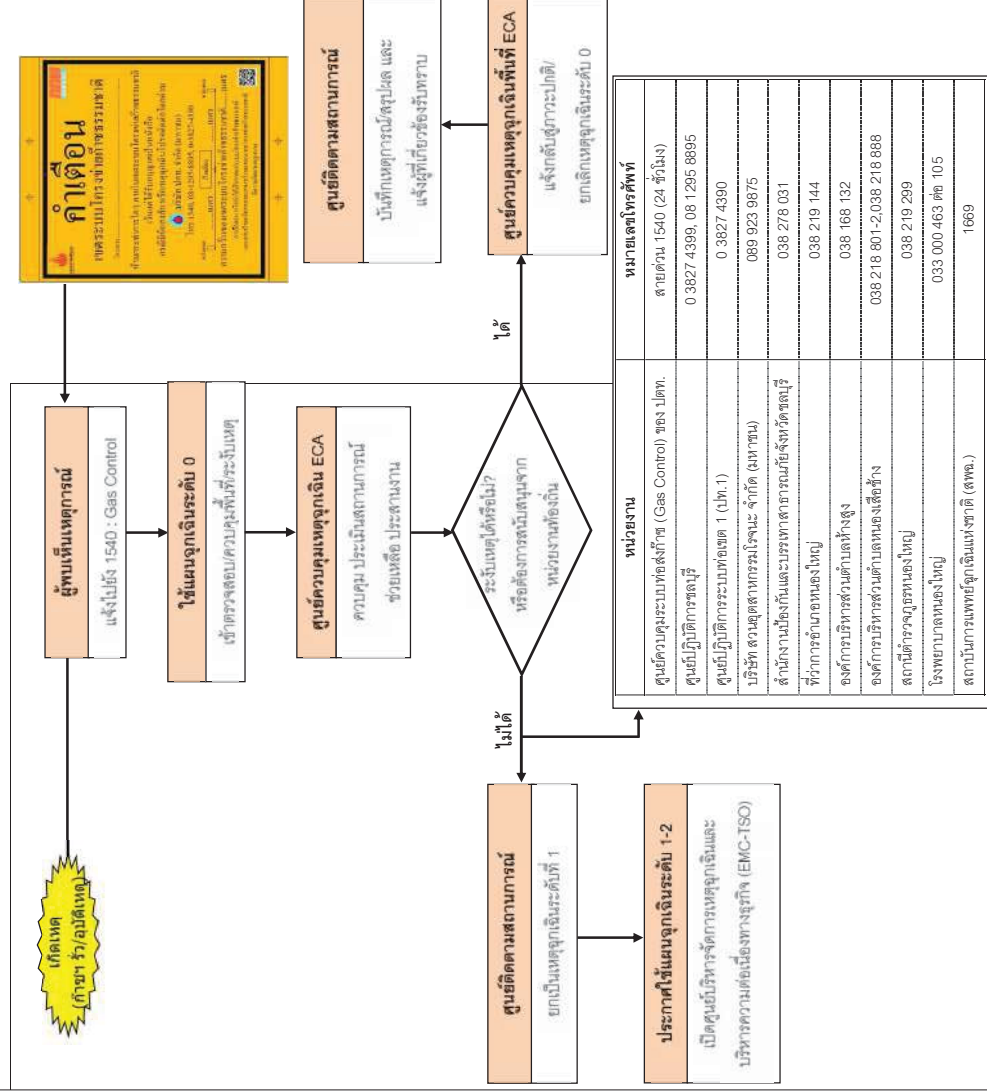 เกิดเหตุ
(ก๊าซฯ รั่ว/อุบัติเหตุ)
ผู้พบเห็นเหตุการณ์
แจ้งไปยัง 1540 : Gas Control
คำเตือน
เขตระบบโครงข่ายก๊าซธรรมชาติ
ใช้แผนฉุกเฉินระดับ 0
เข้าตรวจสอบ/ควบคุมพื้นที่/ระงับเหตุ
ศูนย์ควบคุมเหตุฉุกเฉิน ECA
ควบคุม ประเมินสถานการณ์
ช่วยเหลือ ประสานงาน
ระงับเหตุได้หรือไม่?
หรือต้องการสนับสนุนจาก
หน่วยงานท้องถิ่น
ไม่ได้
ได้
ศูนย์ติดตามสถานการณ์
ยกเป็นเหตุฉุกเฉินระดับที่ 1
ประกาศใช้แผนฉุกเฉินระดับ 1-2
เปิดศูนย์บริหารจัดการเหตุฉุกเฉินและ
บริหารความต่อเนื่องทางธุรกิจ (EMC-TSO)
ศูนย์ควบคุมเหตุฉุกเฉินพื้นที่ ECA
แจ้งกลับสู่ภาวะปกติ/
ยกเลิกเหตุฉุกเฉินระดับ 0
ศูนย์ติดตามสถานการณ์
บันทึกเหตุการณ์/สรุปผล และ
แจ้งผู้ที่เกี่ยวข้องรับทราบ
หน่วยงาน หมายเลขโทรศัพท์
ศูนย์ควบคุมระบบท่อส่งก๊าซ (Gas Control) ของ ปตท. สายด่วน 1540 (24 ชั่วโมง)
ศูนย์ปฏิบัติการชลบุรี 0 3827 4399, 08 1295 8895
ศูนย์ปฏิบัติการระบบท่อเขต 1 (ปท.1) 0 3827 4390
บริษัท สวนอุตสาหกรรมโรจนะ จำกัด (มหาชน) 089 923 9875
สำนักงานป้องกันและบรรเทาสาธารณภัยจังหวัดชลบุรี 038 278 031
ที่ว่าการอำเภอหนองใหญ่ 038 219 144
องค์การบริหารส่วนตำบลห้างสูง 038 168 132
องค์การบริหารส่วนตำบลหนองเสือช้าง 038 218 801-2,038 218 888
สถานีตำรวจภูธรหนองใหญ่ 038 219 299
โรงพยาบาลหนองใหญ่ 033 000 463 ต่อ 105
สถาบันการแพทย์ฉุกเฉินแห่งชาติ (สพฉ.) 1669